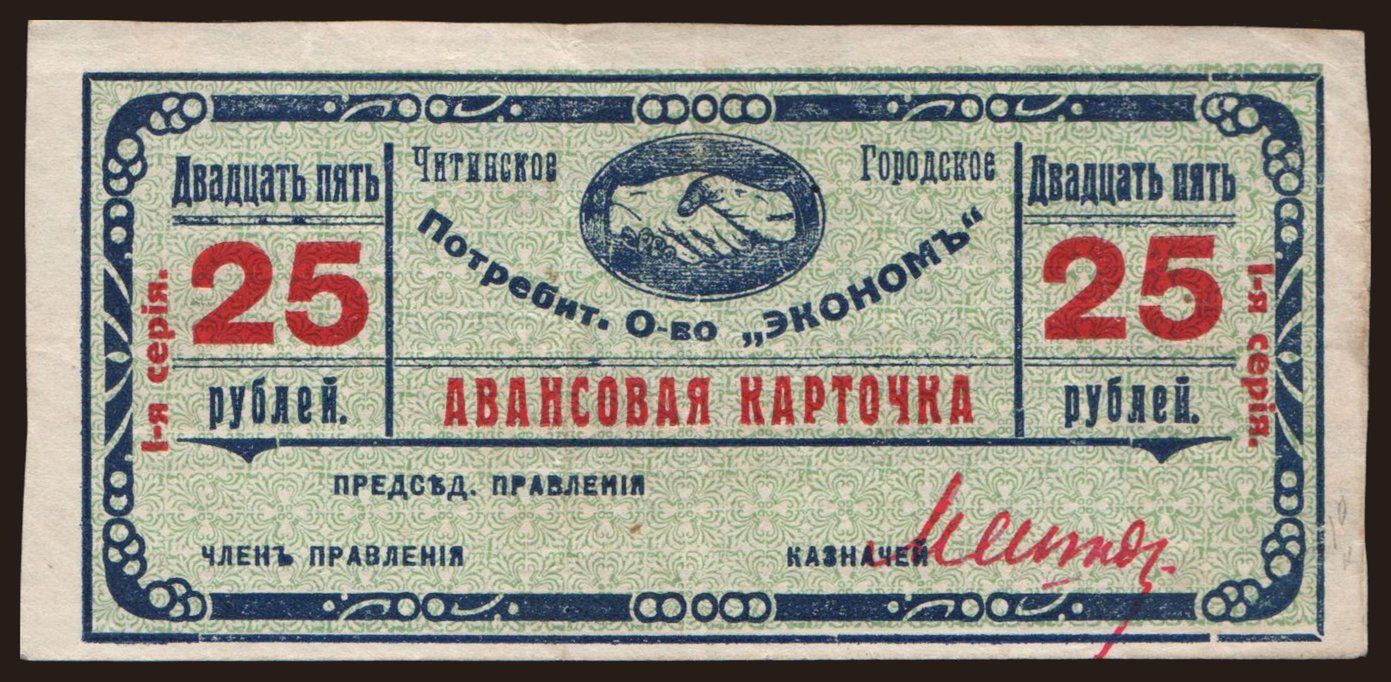 Двадцать пять
25
рублей.
I-я серія.
Читинское Городское
Потребит. О-во „Экономъ“
АВАНСОВАЯ КАРТОЧКА
Двадцать пять
25
рублей.
I-я серія.
ПРЕДСѢД. ПРАВЛЕНІЯ
ЧЛЕНЪ ПРАВЛЕНІЯ
КАЗНАЧЕЙ